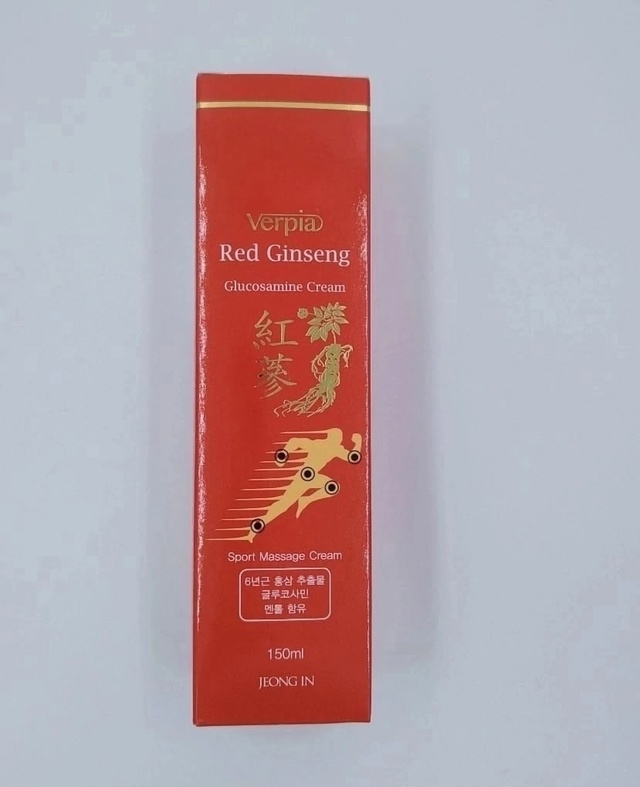 Verpia
Red Ginseng
Glucosamine Cream
紅
蔘
Sport Massage Cream
6년근 홍삼 추출물
글루코사민
멘톨 함유
150ml
JEONG IN